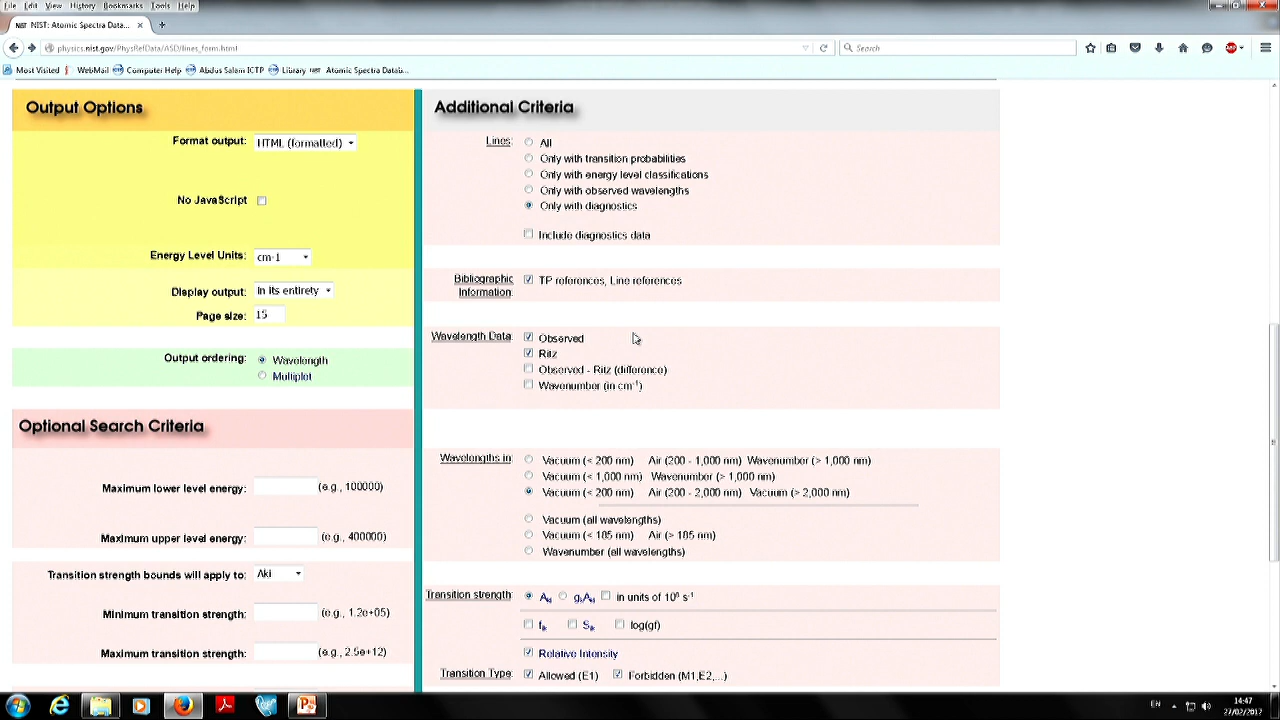 File Edit View History Bookmarks Tools Help
NIST NIST: Atomic Spectra Data... × +
physics.nist.gov/PhysRefData/ASD/lines_form.html
Search
Most Visited WebMail Computer Help Abdus Salam ICTP Library NIST Atomic Spectra Datab...
Output Options
Format output: HTML (formatted)
No JavaScript
Energy Level Units: cm-1
Display output: in its entirety
Page size: 15
Output ordering: Wavelength
Multiplet
Optional Search Criteria
Maximum lower level energy: (e.g., 100000)
Maximum upper level energy: (e.g., 400000)
Transition strength bounds will apply to: Aki
Minimum transition strength: (e.g., 1.2e+05)
Maximum transition strength: (e.g., 2.5e+12)
Additional Criteria
Lines: All
Only with transition probabilities
Only with energy level classifications
Only with observed wavelengths
Only with diagnostics
Include diagnostics data
Bibliographic Information: TP references, Line references
Wavelength Data: Observed
Ritz
Observed - Ritz (difference)
Wavenumber (in cm⁻¹)
Wavelengths in: Vacuum (< 200 nm) Air (200 - 1,000 nm) Wavenumber (> 1,000 nm)
Vacuum (< 1,000 nm) Wavenumber (> 1,000 nm)
Vacuum (< 200 nm) Air (200 - 2,000 nm) Vacuum (> 2,000 nm)
Vacuum (all wavelengths)
Vacuum (< 185 nm) Air (> 185 nm)
Wavenumber (all wavelengths)
Transition strength: Aki gkAki in units of 10⁸ s⁻¹
fik Sik log(gf)
Relative Intensity
Transition Type: Allowed (E1) Forbidden (M1,E2,...)
EN
14:47
27/02/2017